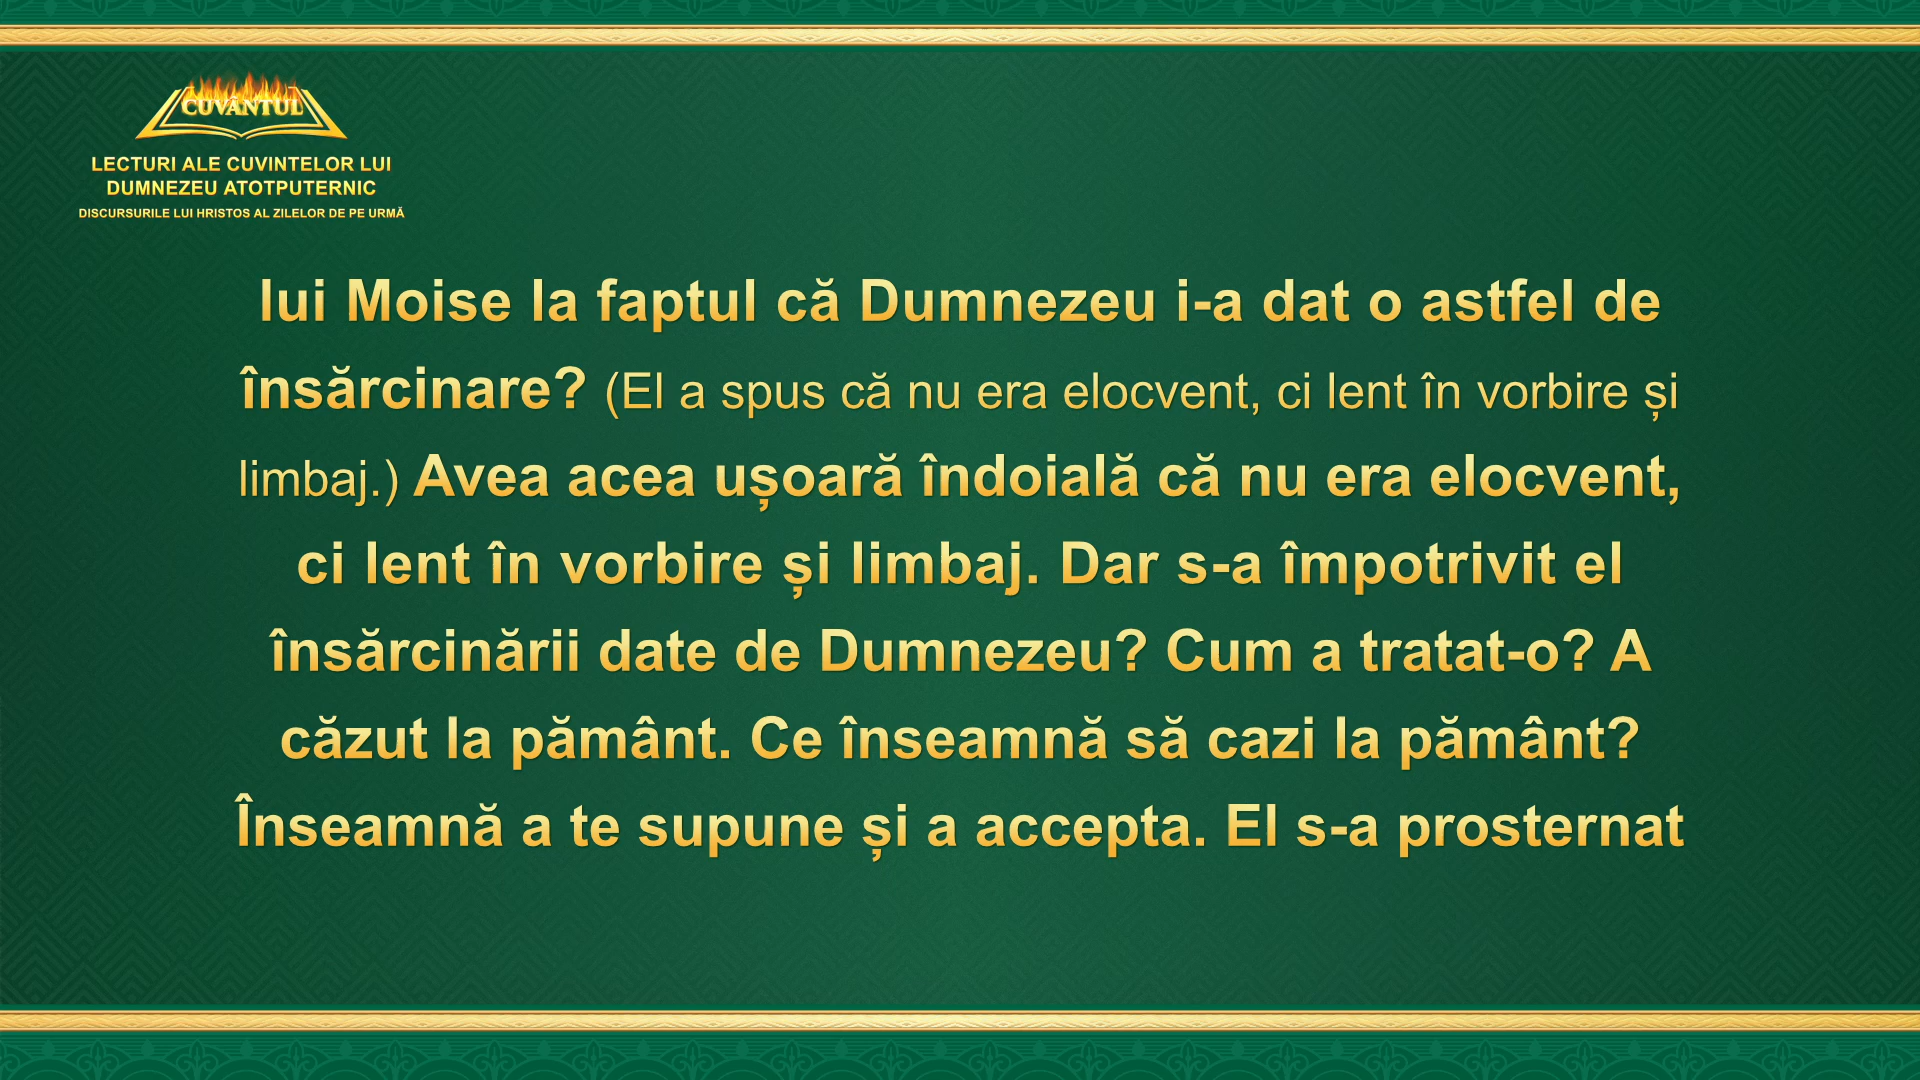 CUVÂNTUL
LECTURI ALE CUVINTELOR LUI
DUMNEZEU ATOTPUTERNIC
DISCURSURILE LUI HRISTOS AL ZILELOR DE PE URMĂ
lui Moise la faptul că Dumnezeu i-a dat o astfel de
însărcinare? (El a spus că nu era elocvent, ci lent în vorbire și
limbaj.) Avea acea ușoară îndoială că nu era elocvent,
ci lent în vorbire și limbaj. Dar s-a împotrivit el
însărcinării date de Dumnezeu? Cum a tratat-o? A
căzut la pământ. Ce înseamnă să cazi la pământ?
Înseamnă a te supune și a accepta. El s-a prosternat